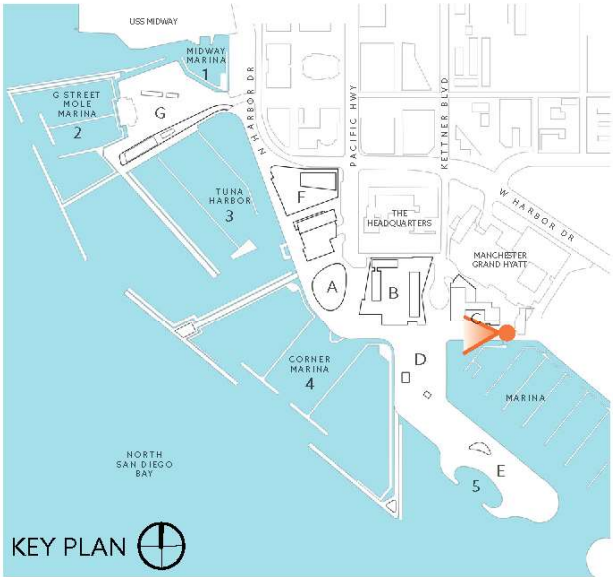 USS MIDWAY
MIDWAY
MARINA
1
G STREET
MOLE
MARINA
2
G
N HARBOR DR
PACIFIC HWY
KETTNER BLVD
TUNA
HARBOR
3
F
THE
HEADQUARTERS
W HARBOR DR
MANCHESTER
GRAND HYATT
A
B
C
D
CORNER
MARINA
4
MARINA
NORTH
SAN DIEGO
BAY
E
5
KEY PLAN